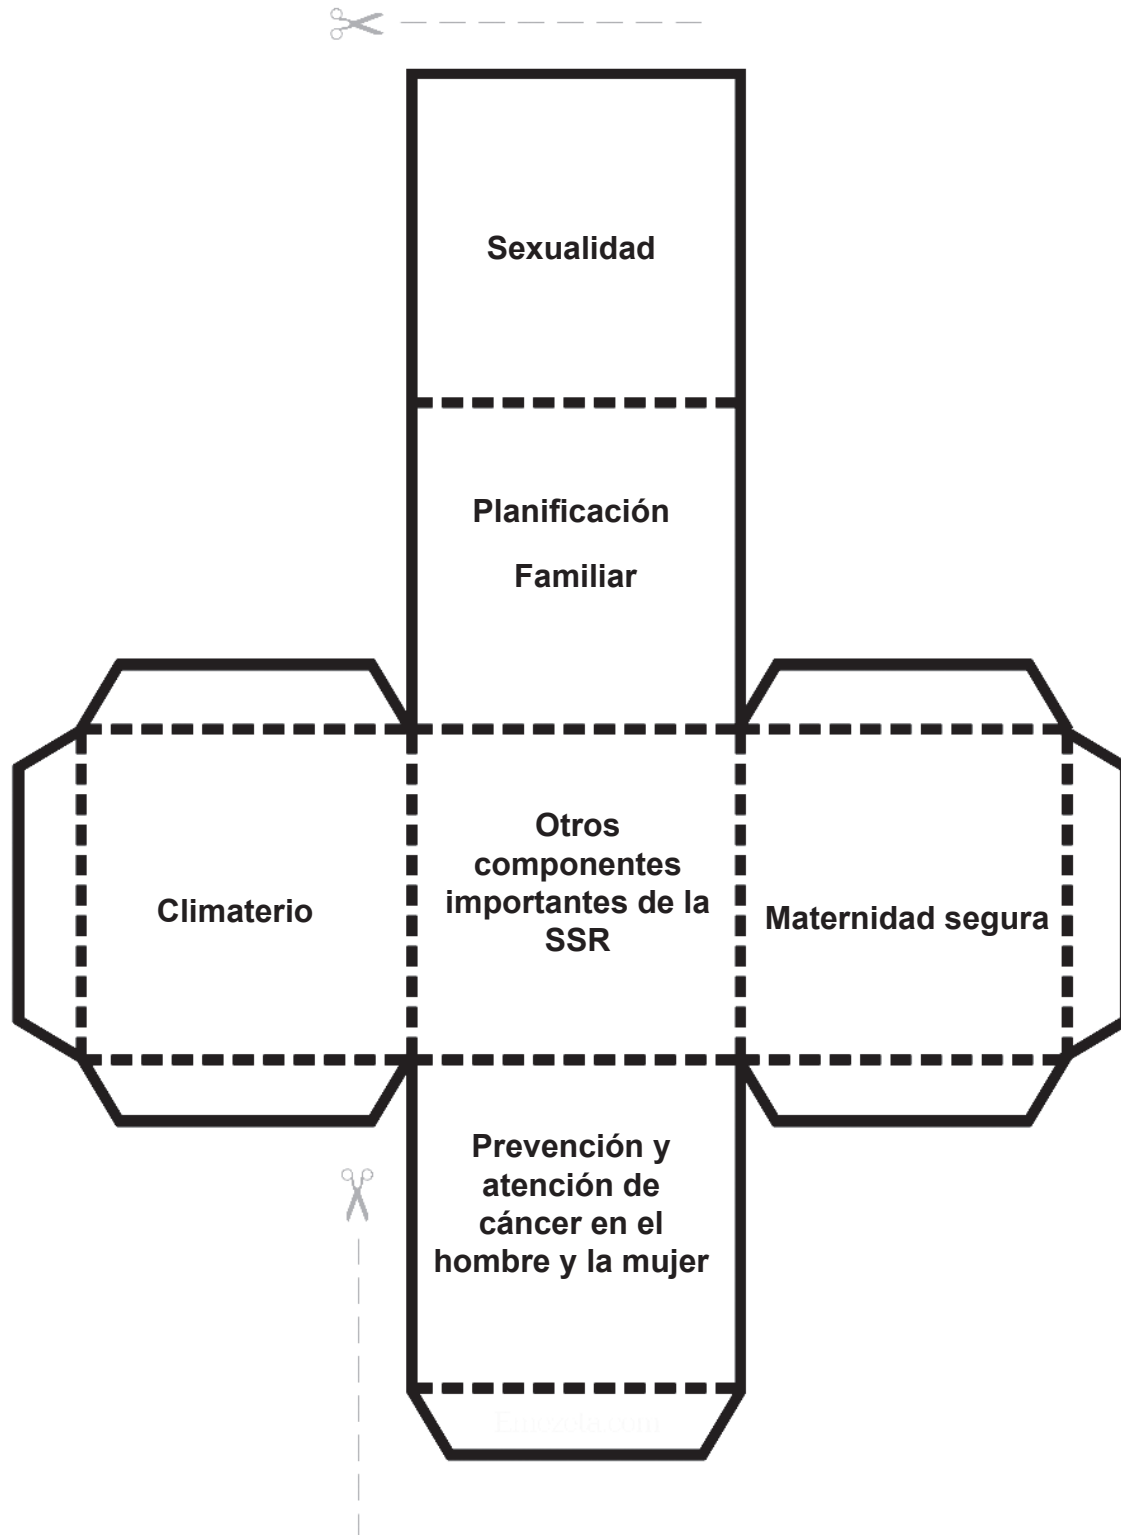 Sexualidad
Planificación
Familiar
Otros
componentes
importantes de la
SSR
Climaterio
Maternidad segura
Prevención y
atención de
cáncer en el
hombre y la mujer